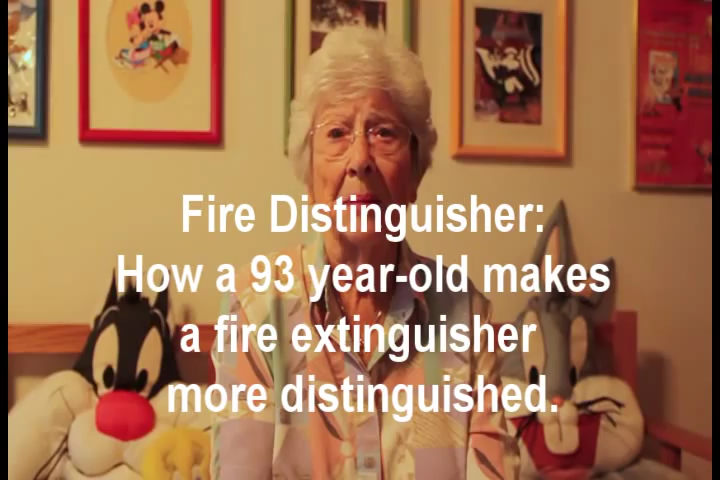 Fire Distinguisher:
How a 93 year-old makes
a fire extinguisher
more distinguished.